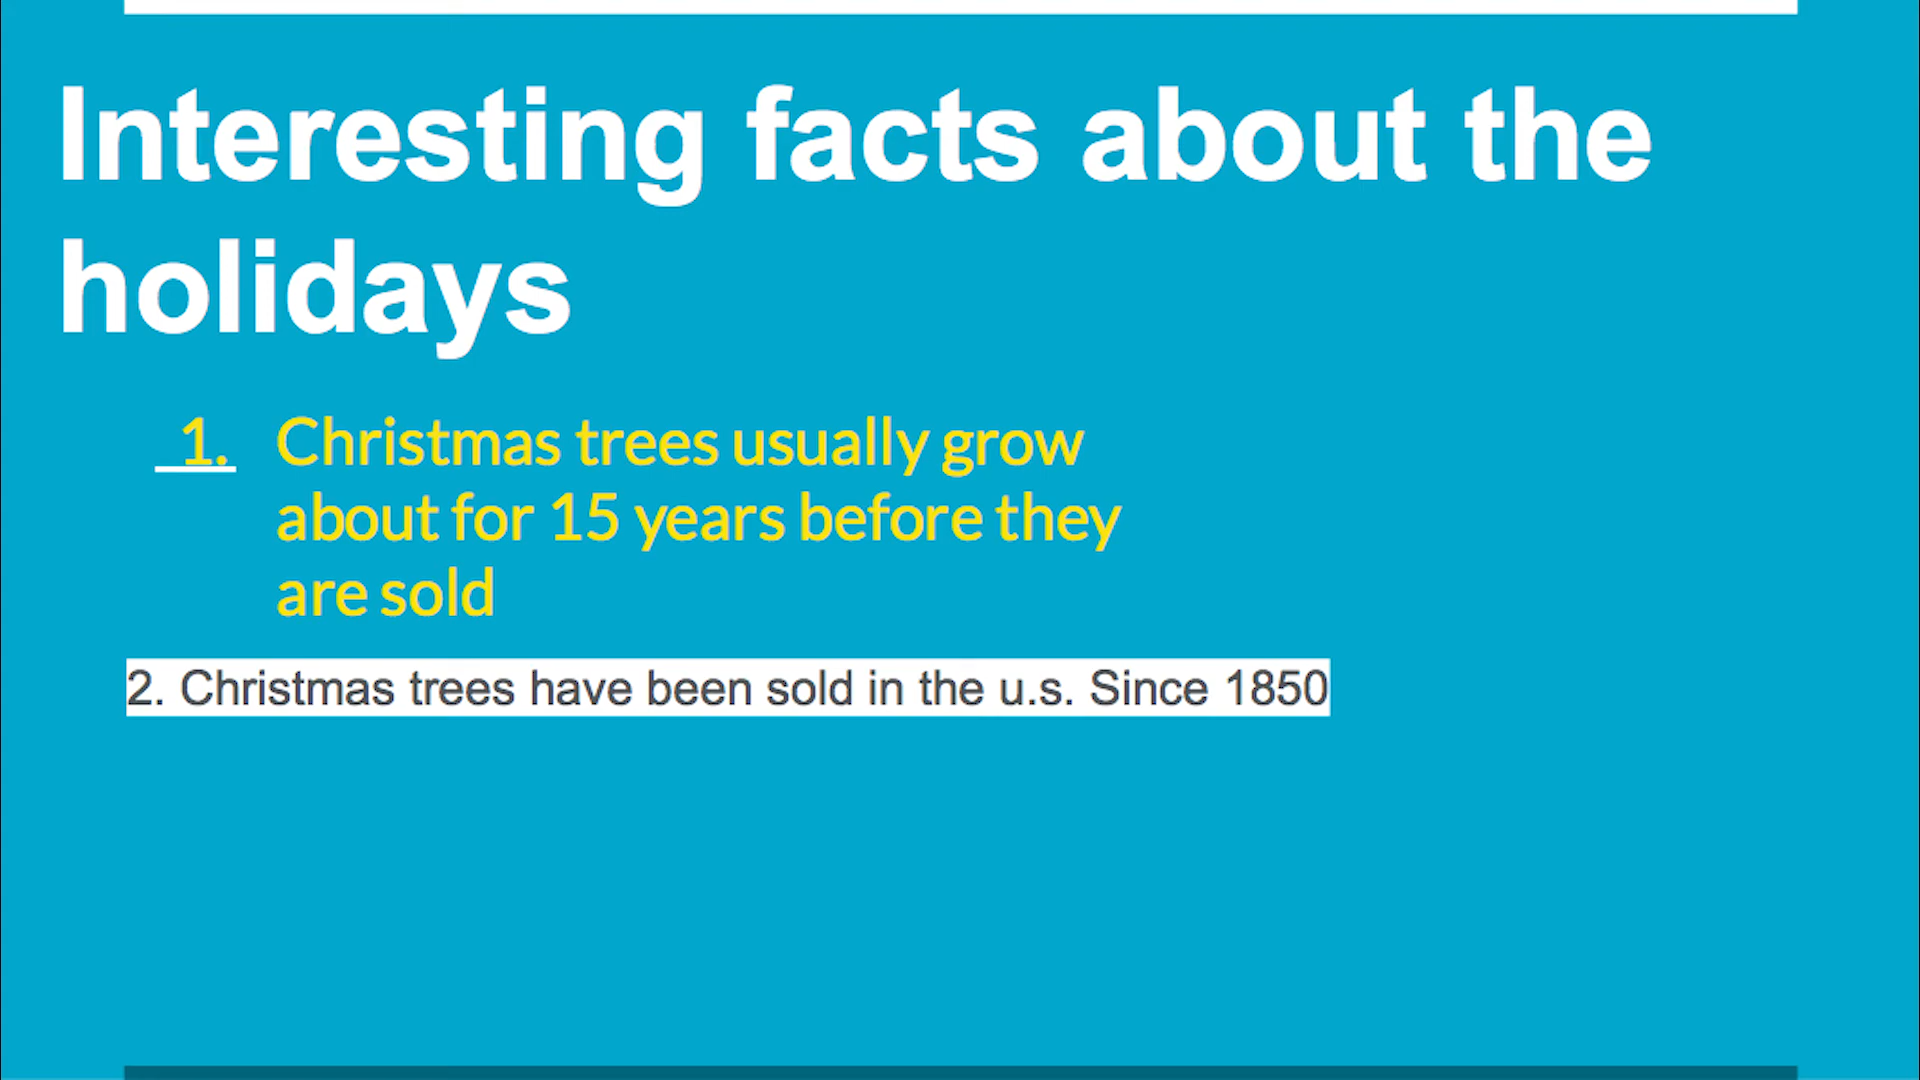 Interesting facts about the
holidays
1. Christmas trees usually grow
about for 15 years before they
are sold
2. Christmas trees have been sold in the u.s. Since 1850